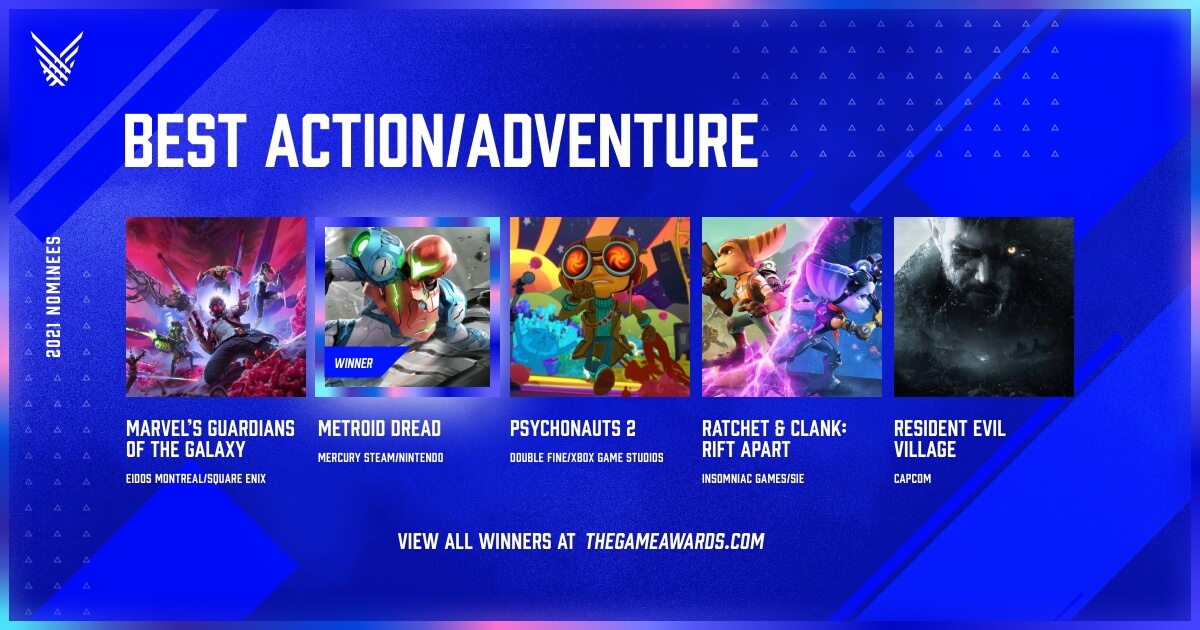 BEST ACTION/ADVENTURE
2021 NOMINEES
WINNER
MARVEL'S GUARDIANS
OF THE GALAXY
EIDOS MONTREAL/SQUARE ENIX
METROID DREAD
MERCURY STEAM/NINTENDO
PSYCHONAUTS 2
DOUBLE FINE/XBOX GAME STUDIOS
RATCHET & CLANK:
RIFT APART
INSOMNIAC GAMES/SIE
RESIDENT EVIL
VILLAGE
CAPCOM
VIEW ALL WINNERS AT THEGAMEAWARDS.COM